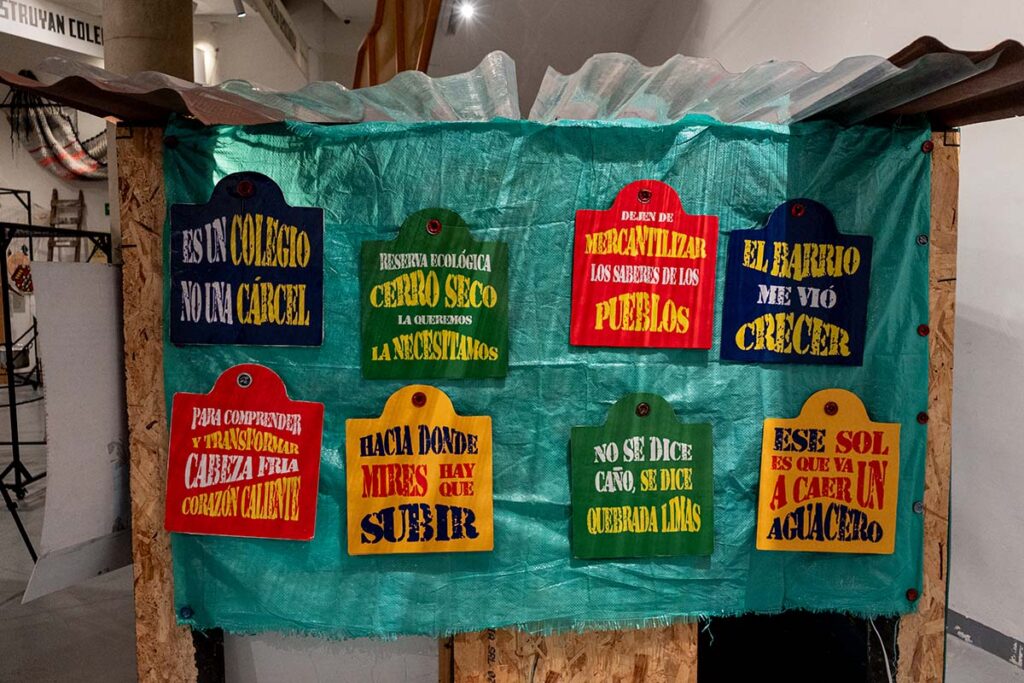 STRUYAN COLE
ES UN COLEGIO
NO UNA CÁRCEL
RESERVA ECOLÓGICA
CERRO SECO
LA QUEREMOS
LA NECESITAMOS
DEJEN DE
MERCANTILIZAR
LOS SABERES DE LOS
PUEBLOS
EL BARRIO
ME VIÓ
CRECER
PARA COMPRENDER
Y TRANSFORMAR
CABEZA FRIA
CORAZÓN CALIENTE
HACIA DONDE
MIRES HAY
QUE
SUBIR
NO SE DICE
CAÑO, SE DICE
QUEBRADA LIMAS
ESE SOL
ES QUE VA
A CAER UN
AGUACERO